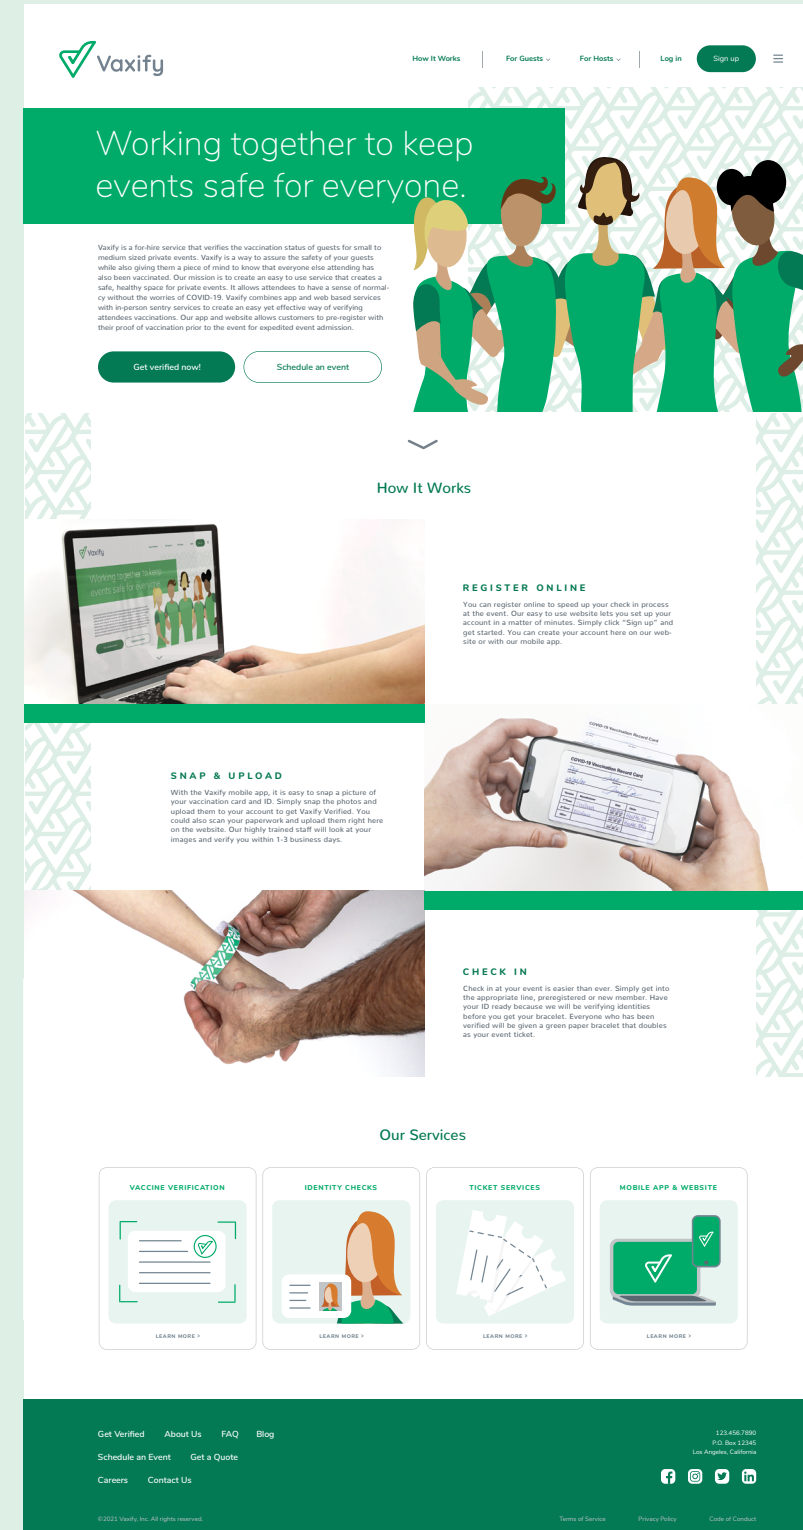 Vaxify
How It Works
For Guests
For Hosts
Log in
Sign up
Working together to keep
events safe for everyone.
Vaxify is a for-hire service that verifies the vaccination status of guests for small to
medium sized private events. Vaxify is a way to assure the safety of your guests
while also giving them a piece of mind to know that everyone else attending has
also been vaccinated. Our mission is to create an easy to use service that creates a
safe, healthy space for private events. It allows attendees to have a sense of normal-
cy without the worries of COVID-19. Vaxify combines app and web based services
with in-person sentry services to create an easy yet effective way of verifying
attendees vaccinations. Our app and website allows customers to pre-register with
their proof of vaccination prior to the event for expedited event admission.
Get verified now!
Schedule an event
How It Works
Vaxify
Working together to keep
events safe for everyone.
REGISTER ONLINE
You can register online to speed up your check in process
at the event. Our easy to use website lets you set up your
account in a matter of minutes. Simply click "Sign up" and
get started. You can create your account here on our web-
site or with our mobile app.
COVID-19 Vaccination Record Card
COVID-19 Vaccination Record Card
SNAP & UPLOAD
With the Vaxify mobile app, it is easy to snap a picture of
your vaccination card and ID. Simply snap the photos and
upload them to your account to get Vaxify Verified. You
could also scan your paperwork and upload them right here
on the website. Our highly trained staff will look at your
images and verify you within 1-3 business days.
CHECK IN
Check in at your event is easier than ever. Simply get into
the appropriate line, preregistered or new member. Have
your ID ready because we will be verifying identities
before you get your bracelet. Everyone who has been
verified will be given a green paper bracelet that doubles
as your event ticket.
Our Services
VACCINE VERIFICATION
LEARN MORE >
IDENTITY CHECKS
LEARN MORE >
TICKET SERVICES
LEARN MORE >
MOBILE APP & WEBSITE
LEARN MORE >
Get Verified
About Us
FAQ
Blog
Schedule an Event
Get a Quote
Careers
Contact Us
123.456.7890
P.O. Box 12345
Los Angeles, California
©2021 Vaxify, Inc. All rights reserved.
Terms of Service
Privacy Policy
Code of Conduct